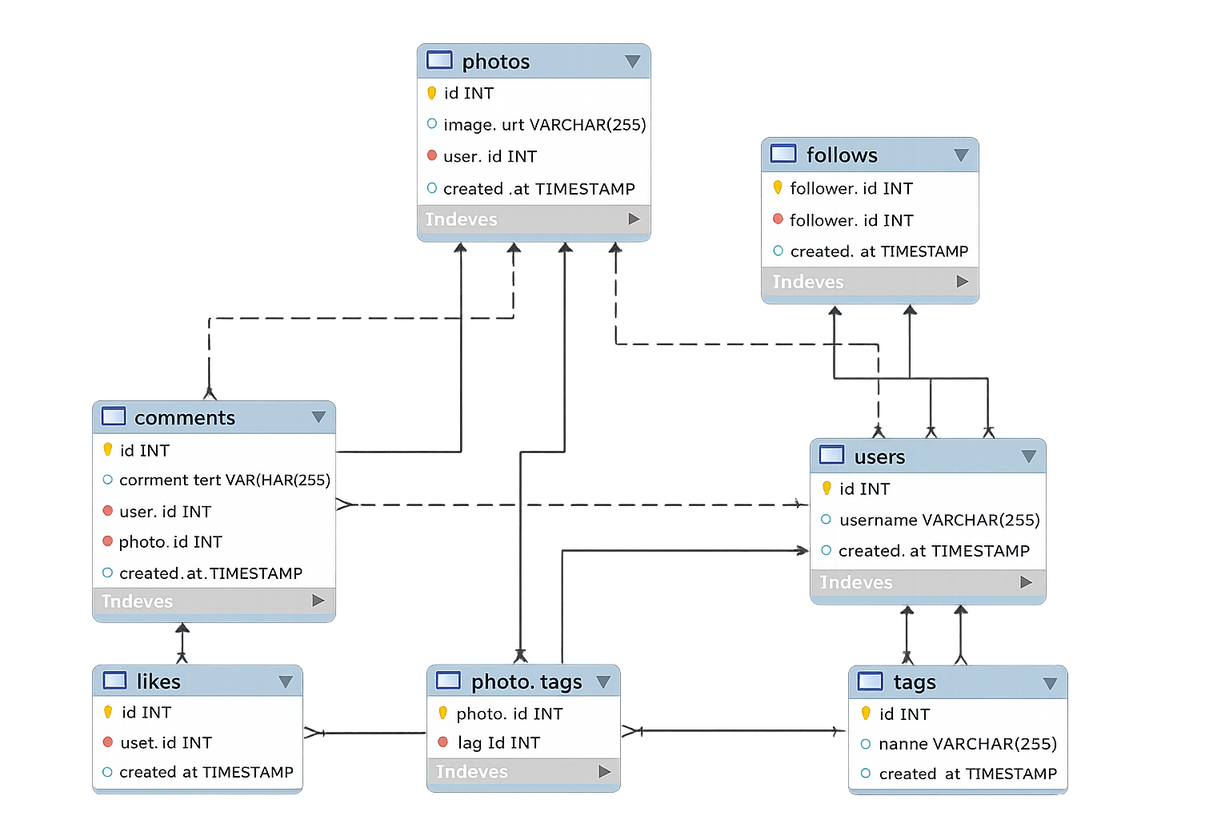 photos
id INT
image. urt VARCHAR(255)
user. id INT
created .at TIMESTAMP
Indeves
follows
follower. id INT
follower. id INT
created. at TIMESTAMP
Indeves
comments
id INT
corrment tert VAR(HAR(255)
user. id INT
photo. id INT
created.at.TIMESTAMP
Tndeves
users
id INT
username VARCHAR(255)
created. at TIMESTAMP
Indeves
likes
id INT
uset. id INT
created at TIMESTAMP
photo. tags
photo. id INT
lag Id INT
Indeves
tags
id INT
nanne VARCHAR(255)
created at TIMESTAMP